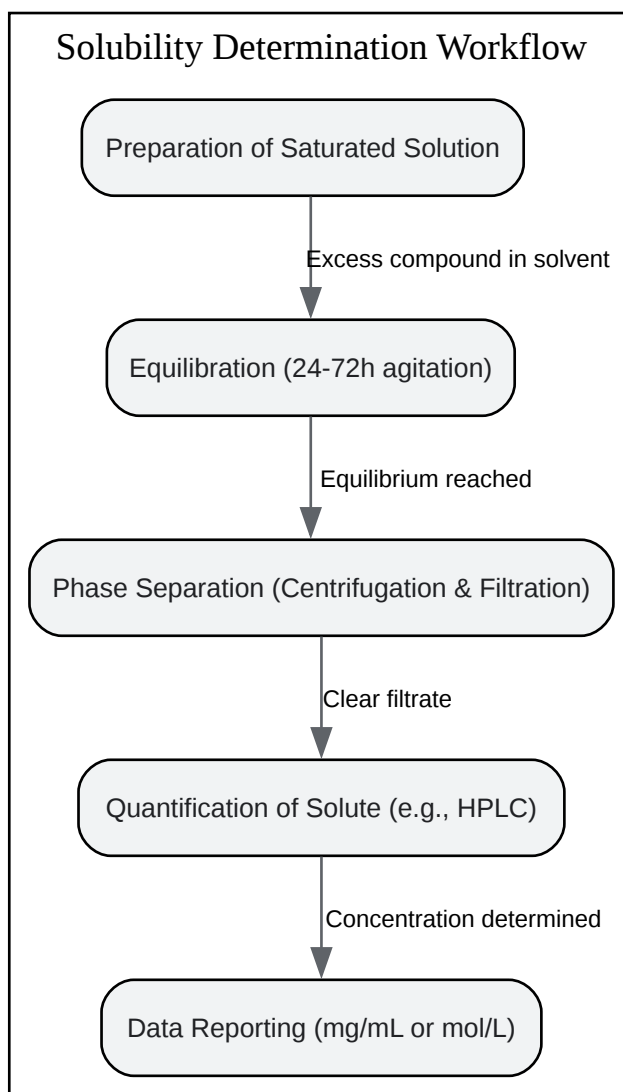 Solubility Determination Workflow
Preparation of Saturated Solution
Excess compound in solvent
Equilibration (24-72h agitation)
Equilibrium reached
Phase Separation (Centrifugation & Filtration)
Clear filtrate
Quantification of Solute (e.g., HPLC)
Concentration determined
Data Reporting (mg/mL or mol/L)